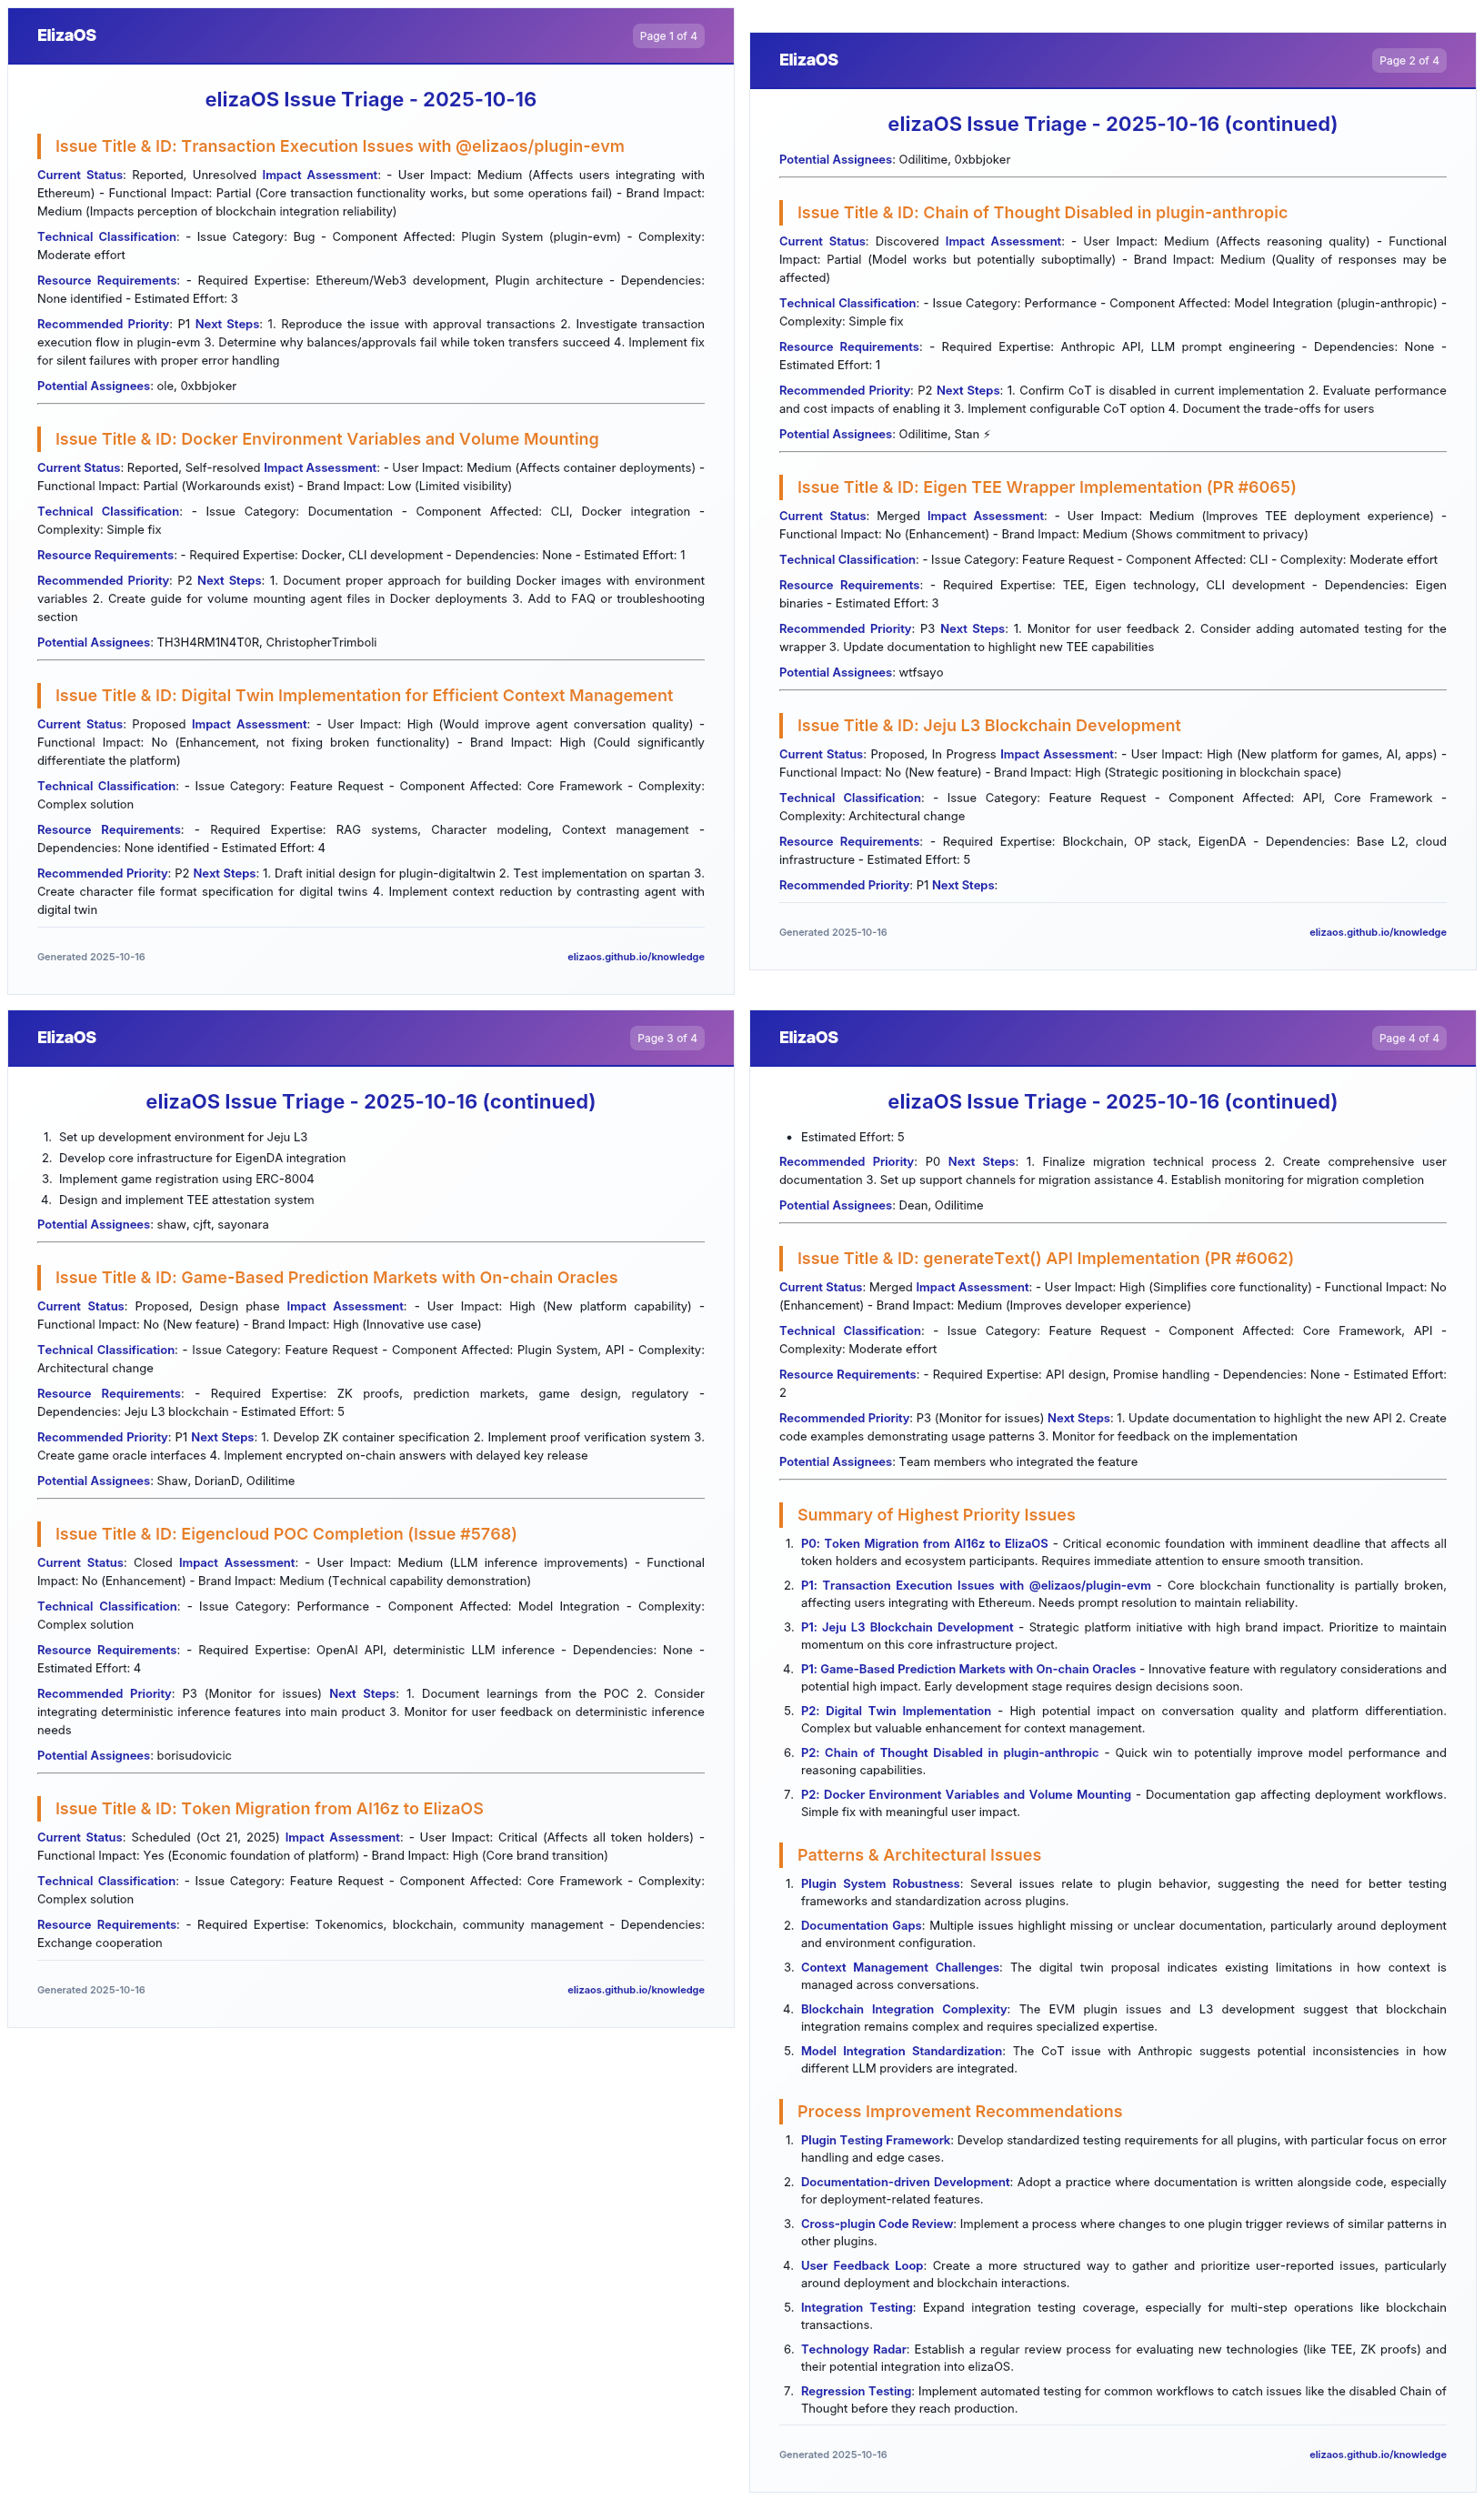 ElizaOS
Page 1 of 4
elizaOS Issue Triage - 2025-10-16
Issue Title & ID: Transaction Execution Issues with @elizaos/plugin-evm
Current Status: Reported, Unresolved Impact Assessment: - User Impact: Medium (Affects users integrating with
Ethereum) - Functional Impact: Partial (Core transaction functionality works, but some operations fail) - Brand Impact:
Medium (Impacts perception of blockchain integration reliability)
Technical Classification: - Issue Category: Bug - Component Affected: Plugin System (plugin-evm) - Complexity:
Moderate effort
Resource Requirements: - Required Expertise: Ethereum/Web3 development, Plugin architecture - Dependencies:
None identified - Estimated Effort: 3
Recommended Priority: P1 Next Steps: 1. Reproduce the issue with approval transactions 2. Investigate transaction
execution flow in plugin-evm 3. Determine why balances/approvals fail while token transfers succeed 4. Implement fix
for silent failures with proper error handling
Potential Assignees: ole, 0xbbjoker
Issue Title & ID: Docker Environment Variables and Volume Mounting
Current Status: Reported, Self-resolved Impact Assessment: - User Impact: Medium (Affects container deployments) -
Functional Impact: Partial (Workarounds exist) - Brand Impact: Low (Limited visibility)
Technical Classification: - Issue Category: Documentation - Component Affected: CLI, Docker integration -
Complexity: Simple fix
Resource Requirements: - Required Expertise: Docker, CLI development - Dependencies: None - Estimated Effort: 1
Recommended Priority: P2 Next Steps: 1. Document proper approach for building Docker images with environment
variables 2. Create guide for volume mounting agent files in Docker deployments 3. Add to FAQ or troubleshooting
section
Potential Assignees: TH3H4RM1N4T0R, ChristopherTrimboli
Issue Title & ID: Digital Twin Implementation for Efficient Context Management
Current Status: Proposed Impact Assessment: - User Impact: High (Would improve agent conversation quality) -
Functional Impact: No (Enhancement, not fixing broken functionality) - Brand Impact: High (Could significantly
differentiate the platform)
Technical Classification: - Issue Category: Feature Request - Component Affected: Core Framework - Complexity:
Complex solution
Resource Requirements: - Required Expertise: RAG systems, Character modeling, Context management -
Dependencies: None identified - Estimated Effort: 4
Recommended Priority: P2 Next Steps: 1. Draft initial design for plugin-digitaltwin 2. Test implementation on spartan 3.
Create character file format specification for digital twins 4. Implement context reduction by contrasting agent with
digital twin
Generated 2025-10-16
elizaos.github.io/knowledge
ElizaOS
Page 2 of 4
elizaOS Issue Triage - 2025-10-16 (continued)
Potential Assignees: Odilitime, 0xbbjoker
Issue Title & ID: Chain of Thought Disabled in plugin-anthropic
Current Status: Discovered Impact Assessment: - User Impact: Medium (Affects reasoning quality) - Functional
Impact: Partial (Model works but potentially suboptimally) - Brand Impact: Medium (Quality of responses may be
affected)
Technical Classification: - Issue Category: Performance - Component Affected: Model Integration (plugin-anthropic) -
Complexity: Simple fix
Resource Requirements: - Required Expertise: Anthropic API, LLM prompt engineering - Dependencies: None -
Estimated Effort: 1
Recommended Priority: P2 Next Steps: 1. Confirm CoT is disabled in current implementation 2. Evaluate performance
and cost impacts of enabling it 3. Implement configurable CoT option 4. Document the trade-offs for users
Potential Assignees: Odilitime, Stan ⚡
Issue Title & ID: Eigen TEE Wrapper Implementation (PR #6065)
Current Status: Merged Impact Assessment: - User Impact: Medium (Improves TEE deployment experience) -
Functional Impact: No (Enhancement) - Brand Impact: Medium (Shows commitment to privacy)
Technical Classification: - Issue Category: Feature Request - Component Affected: CLI - Complexity: Moderate effort
Resource Requirements: - Required Expertise: TEE, Eigen technology, CLI development - Dependencies: Eigen
binaries - Estimated Effort: 3
Recommended Priority: P3 Next Steps: 1. Monitor for user feedback 2. Consider adding automated testing for the
wrapper 3. Update documentation to highlight new TEE capabilities
Potential Assignees: wtfsayo
Issue Title & ID: Jeju L3 Blockchain Development
Current Status: Proposed, In Progress Impact Assessment: - User Impact: High (New platform for games, AI, apps) -
Functional Impact: No (New feature) - Brand Impact: High (Strategic positioning in blockchain space)
Technical Classification: - Issue Category: Feature Request - Component Affected: API, Core Framework -
Complexity: Architectural change
Resource Requirements: - Required Expertise: Blockchain, OP stack, EigenDA - Dependencies: Base L2, cloud
infrastructure - Estimated Effort: 5
Recommended Priority: P1 Next Steps:
Generated 2025-10-16
elizaos.github.io/knowledge
ElizaOS
Page 3 of 4
elizaOS Issue Triage - 2025-10-16 (continued)
1. Set up development environment for Jeju L3
2. Develop core infrastructure for EigenDA integration
3. Implement game registration using ERC-8004
4. Design and implement TEE attestation system
Potential Assignees: shaw, cjft, sayonara
Issue Title & ID: Game-Based Prediction Markets with On-chain Oracles
Current Status: Proposed, Design phase Impact Assessment: - User Impact: High (New platform capability) -
Functional Impact: No (New feature) - Brand Impact: High (Innovative use case)
Technical Classification: - Issue Category: Feature Request - Component Affected: Plugin System, API - Complexity:
Architectural change
Resource Requirements: - Required Expertise: ZK proofs, prediction markets, game design, regulatory -
Dependencies: Jeju L3 blockchain - Estimated Effort: 5
Recommended Priority: P1 Next Steps: 1. Develop ZK container specification 2. Implement proof verification system 3.
Create game oracle interfaces 4. Implement encrypted on-chain answers with delayed key release
Potential Assignees: Shaw, DorianD, Odilitime
Issue Title & ID: Eigencloud POC Completion (Issue #5768)
Current Status: Closed Impact Assessment: - User Impact: Medium (LLM inference improvements) - Functional
Impact: No (Enhancement) - Brand Impact: Medium (Technical capability demonstration)
Technical Classification: - Issue Category: Performance - Component Affected: Model Integration - Complexity:
Complex solution
Resource Requirements: - Required Expertise: OpenAI API, deterministic LLM inference - Dependencies: None -
Estimated Effort: 4
Recommended Priority: P3 (Monitor for issues) Next Steps: 1. Document learnings from the POC 2. Consider
integrating deterministic inference features into main product 3. Monitor for user feedback on deterministic inference
needs
Potential Assignees: borisudovicic
Issue Title & ID: Token Migration from AI16z to ElizaOS
Current Status: Scheduled (Oct 21, 2025) Impact Assessment: - User Impact: Critical (Affects all token holders) -
Functional Impact: Yes (Economic foundation of platform) - Brand Impact: High (Core brand transition)
Technical Classification: - Issue Category: Feature Request - Component Affected: Core Framework - Complexity:
Complex solution
Resource Requirements: - Required Expertise: Tokenomics, blockchain, community management - Dependencies:
Exchange cooperation
Generated 2025-10-16
elizaos.github.io/knowledge
ElizaOS
Page 4 of 4
elizaOS Issue Triage - 2025-10-16 (continued)
• Estimated Effort: 5
Recommended Priority: P0 Next Steps: 1. Finalize migration technical process 2. Create comprehensive user
documentation 3. Set up support channels for migration assistance 4. Establish monitoring for migration completion
Potential Assignees: Dean, Odilitime
Issue Title & ID: generateText() API Implementation (PR #6062)
Current Status: Merged Impact Assessment: - User Impact: High (Simplifies core functionality) - Functional Impact: No
(Enhancement) - Brand Impact: Medium (Improves developer experience)
Technical Classification: - Issue Category: Feature Request - Component Affected: Core Framework, API -
Complexity: Moderate effort
Resource Requirements: - Required Expertise: API design, Promise handling - Dependencies: None - Estimated Effort:
2
Recommended Priority: P3 (Monitor for issues) Next Steps: 1. Update documentation to highlight the new API 2. Create
code examples demonstrating usage patterns 3. Monitor for feedback on the implementation
Potential Assignees: Team members who integrated the feature
Summary of Highest Priority Issues
1. P0: Token Migration from AI16z to ElizaOS - Critical economic foundation with imminent deadline that affects all
token holders and ecosystem participants. Requires immediate attention to ensure smooth transition.
2. P1: Transaction Execution Issues with @elizaos/plugin-evm - Core blockchain functionality is partially broken,
affecting users integrating with Ethereum. Needs prompt resolution to maintain reliability.
3. P1: Jeju L3 Blockchain Development - Strategic platform initiative with high brand impact. Prioritize to maintain
momentum on this core infrastructure project.
4. P1: Game-Based Prediction Markets with On-chain Oracles - Innovative feature with regulatory considerations and
potential high impact. Early development stage requires design decisions soon.
5. P2: Digital Twin Implementation - High potential impact on conversation quality and platform differentiation.
Complex but valuable enhancement for context management.
6. P2: Chain of Thought Disabled in plugin-anthropic - Quick win to potentially improve model performance and
reasoning capabilities.
7. P2: Docker Environment Variables and Volume Mounting - Documentation gap affecting deployment workflows.
Simple fix with meaningful user impact.
Patterns & Architectural Issues
1. Plugin System Robustness: Several issues relate to plugin behavior, suggesting the need for better testing
frameworks and standardization across plugins.
2. Documentation Gaps: Multiple issues highlight missing or unclear documentation, particularly around deployment
and environment configuration.
3. Context Management Challenges: The digital twin proposal indicates existing limitations in how context is
managed across conversations.
4. Blockchain Integration Complexity: The EVM plugin issues and L3 development suggest that blockchain
integration remains complex and requires specialized expertise.
5. Model Integration Standardization: The CoT issue with Anthropic suggests potential inconsistencies in how
different LLM providers are integrated.
Process Improvement Recommendations
1. Plugin Testing Framework: Develop standardized testing requirements for all plugins, with particular focus on error
handling and edge cases.
2. Documentation-driven Development: Adopt a practice where documentation is written alongside code, especially
for deployment-related features.
3. Cross-plugin Code Review: Implement a process where changes to one plugin trigger reviews of similar patterns in
other plugins.
4. User Feedback Loop: Create a more structured way to gather and prioritize user-reported issues, particularly
around deployment and blockchain interactions.
5. Integration Testing: Expand integration testing coverage, especially for multi-step operations like blockchain
transactions.
6. Technology Radar: Establish a regular review process for evaluating new technologies (like TEE, ZK proofs) and
their potential integration into elizaOS.
7. Regression Testing: Implement automated testing for common workflows to catch issues like the disabled Chain of
Thought before they reach production.
Generated 2025-10-16
elizaos.github.io/knowledge